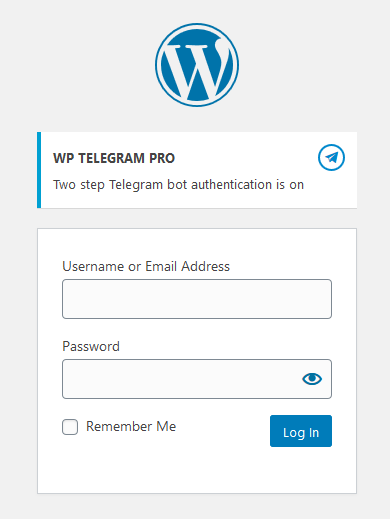 WP TELEGRAM PRO
Two step Telegram bot authentication is on
Username or Email Address
Password
Remember Me
Log In